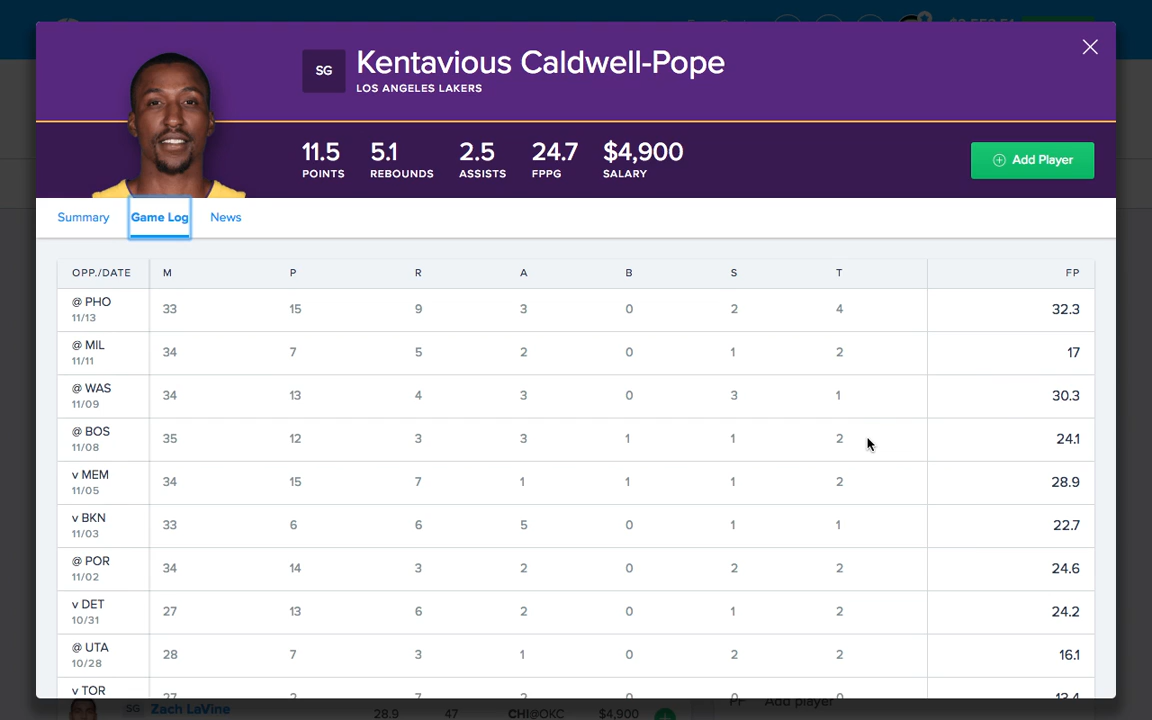 SG
Kentavious Caldwell-Pope
LOS ANGELES LAKERS
11.5 5.1 2.5 24.7 $4,900
POINTS REBOUNDS ASSISTS FPPG SALARY
Add Player
Summary Game Log News
OPP./DATE M P R A B S T FP
@ PHO 33 15 9 3 0 2 4 32.3
11/13
@ MIL 34 7 5 2 0 1 2 17
11/11
@ WAS 34 13 4 3 0 3 1 30.3
11/09
@ BOS 35 12 3 3 1 1 2 24.1
11/08
v MEM 34 15 7 1 1 1 2 28.9
11/05
v BKN 33 6 6 5 0 1 1 22.7
11/03
@ POR 34 14 3 2 0 2 2 24.6
11/02
v DET 27 13 6 2 0 1 2 24.2
10/31
@ UTA 28 7 3 1 0 2 2 16.1
10/28
v TOR
SG Zach LaVine 28.9 47 CHI@OKC $4,900
PF Add player